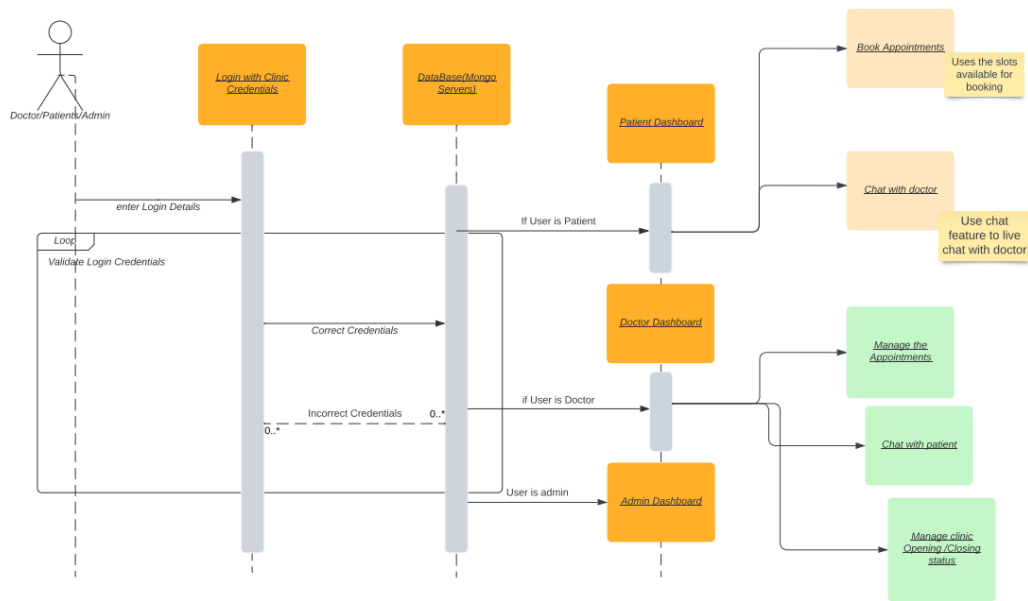 Doctor/Patients/Admin
Login with Clinic
Credentials
DataBase(Mongo
Servers)
Patient Dashboard
Book Appointments
Uses the slots
available for
booking
Chat with doctor
Use chat
feature to live
chat with doctor
enter Login Details
If User is Patient
Loop
Validate Login Credentials
Doctor Dashboard
Correct Credentials
Manage the
Appointments
if User is Doctor
Incorrect Credentials
0..*
0..*
Chat with patient
User is admin
Admin Dashboard
Manage clinic
Opening /Closing
status